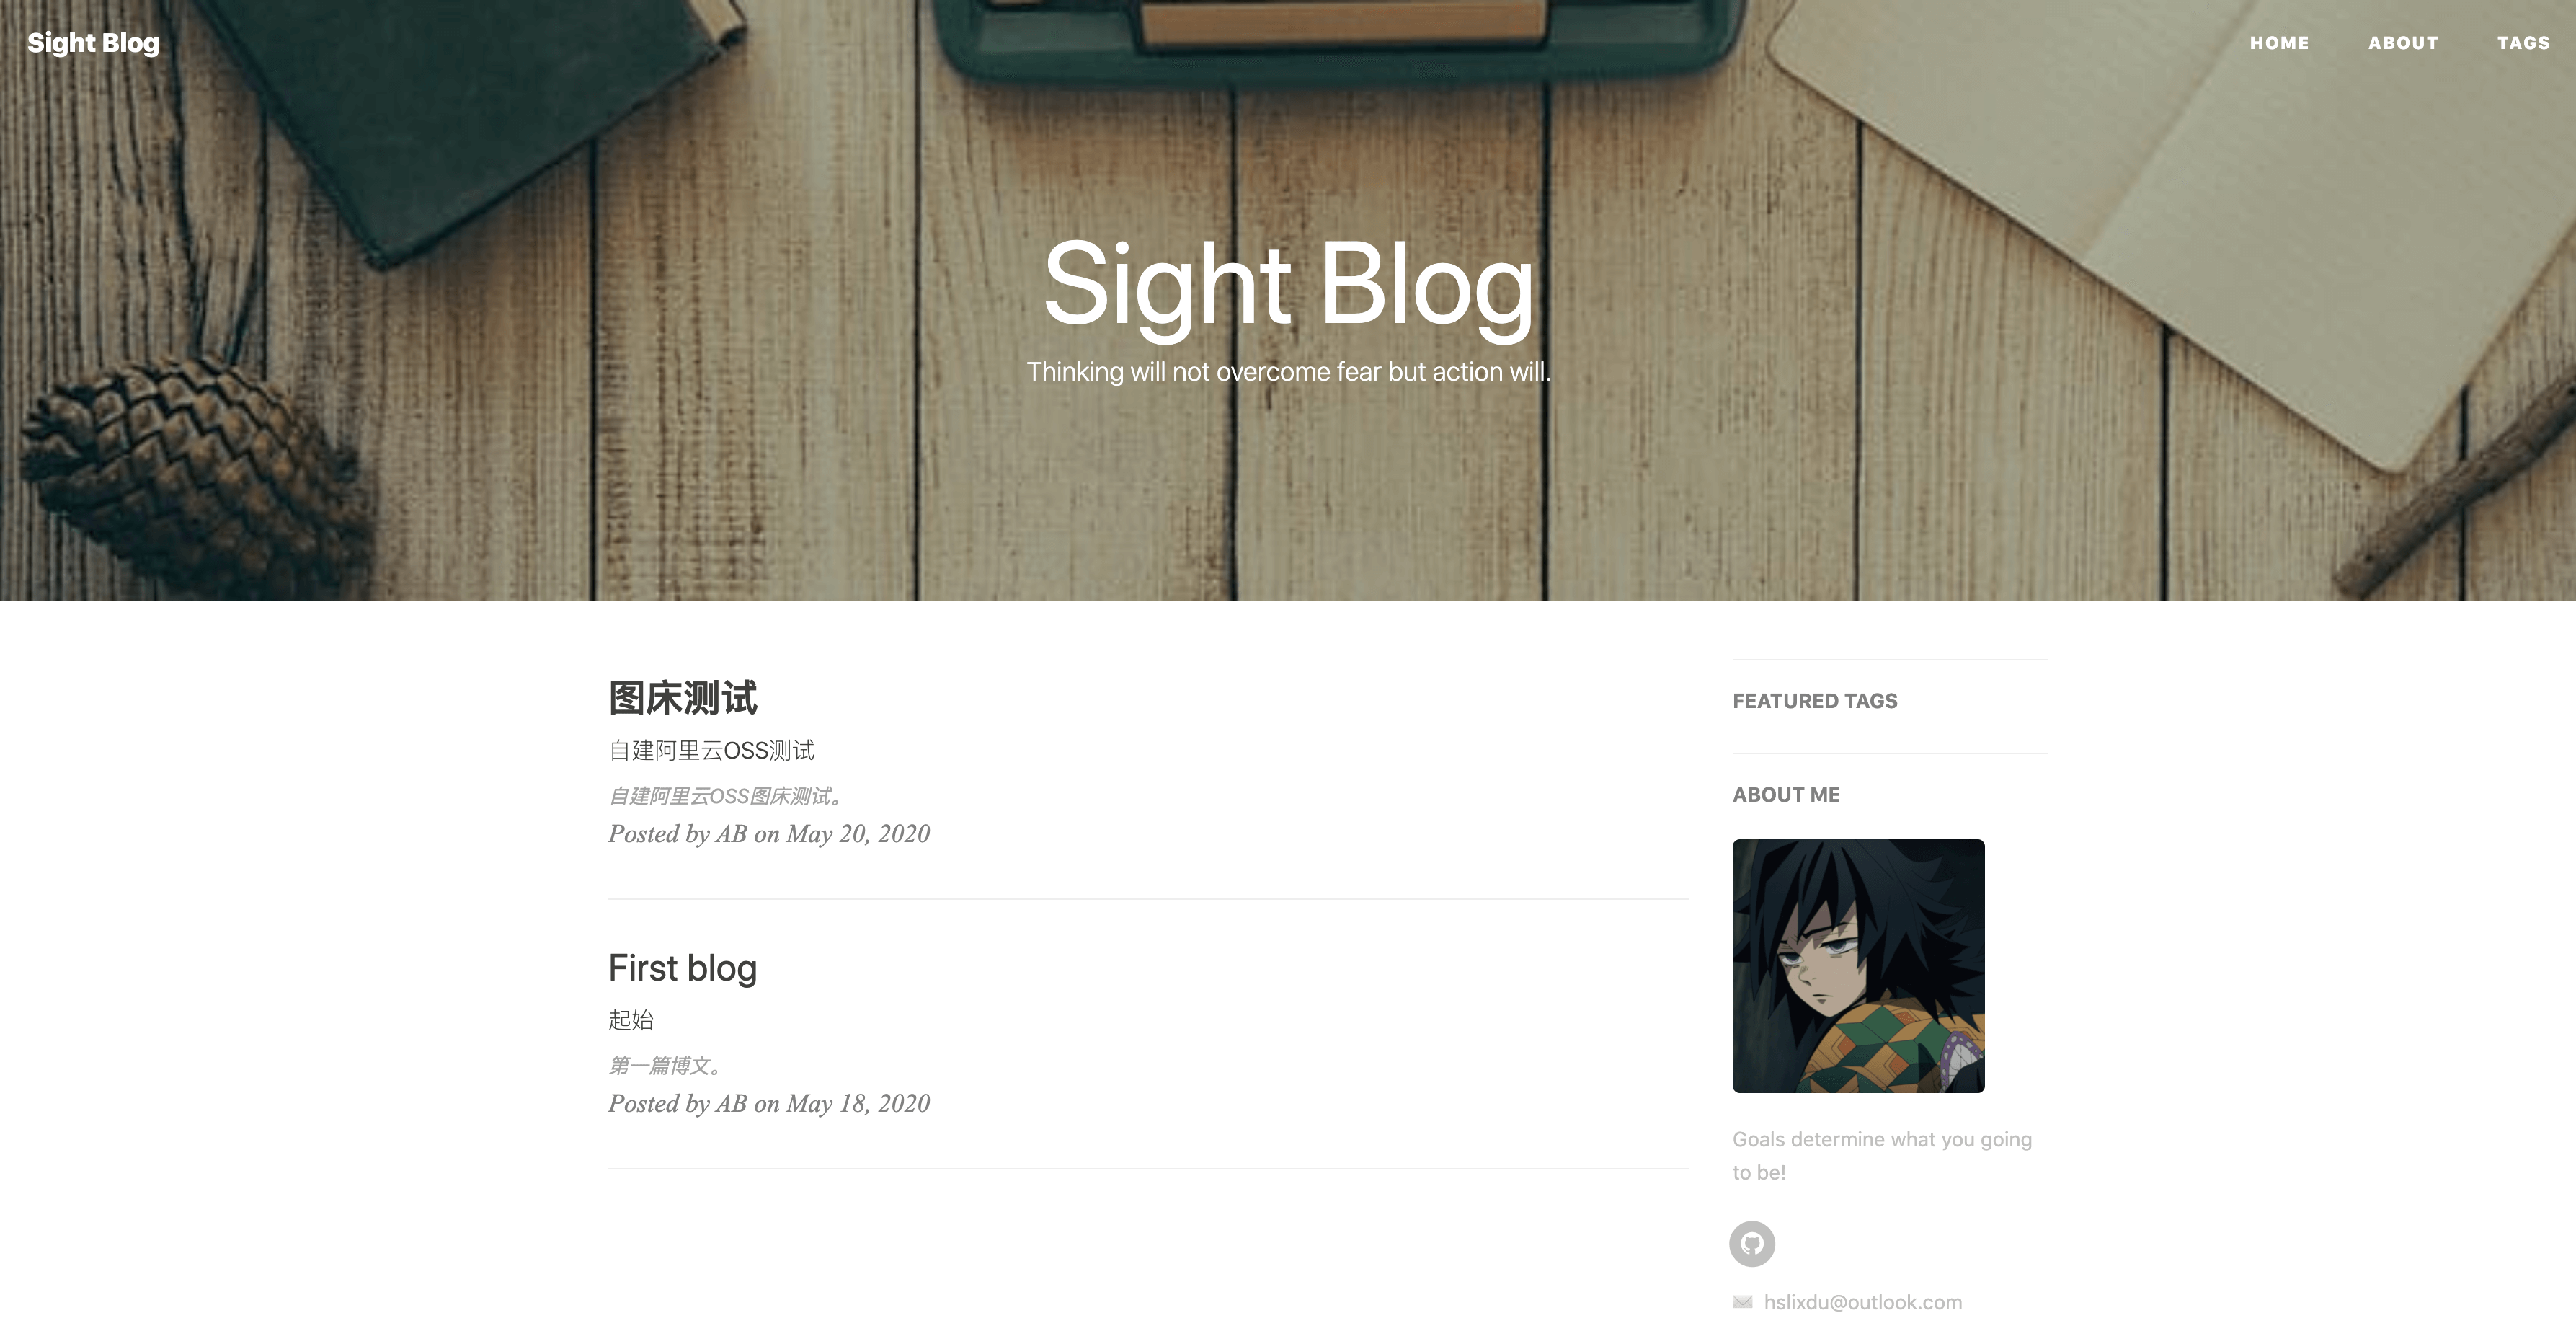 Sight Blog
HOME ABOUT TAGS
Sight Blog
Thinking will not overcome fear but action will.
图床测试
自建阿里云OSS测试
自建阿里云OSS图床测试。
Posted by AB on May 20, 2020
First blog
起始
第一篇博文。
Posted by AB on May 18, 2020
FEATURED TAGS
ABOUT ME
Goals determine what you going
to be!
hslixdu@outlook.com